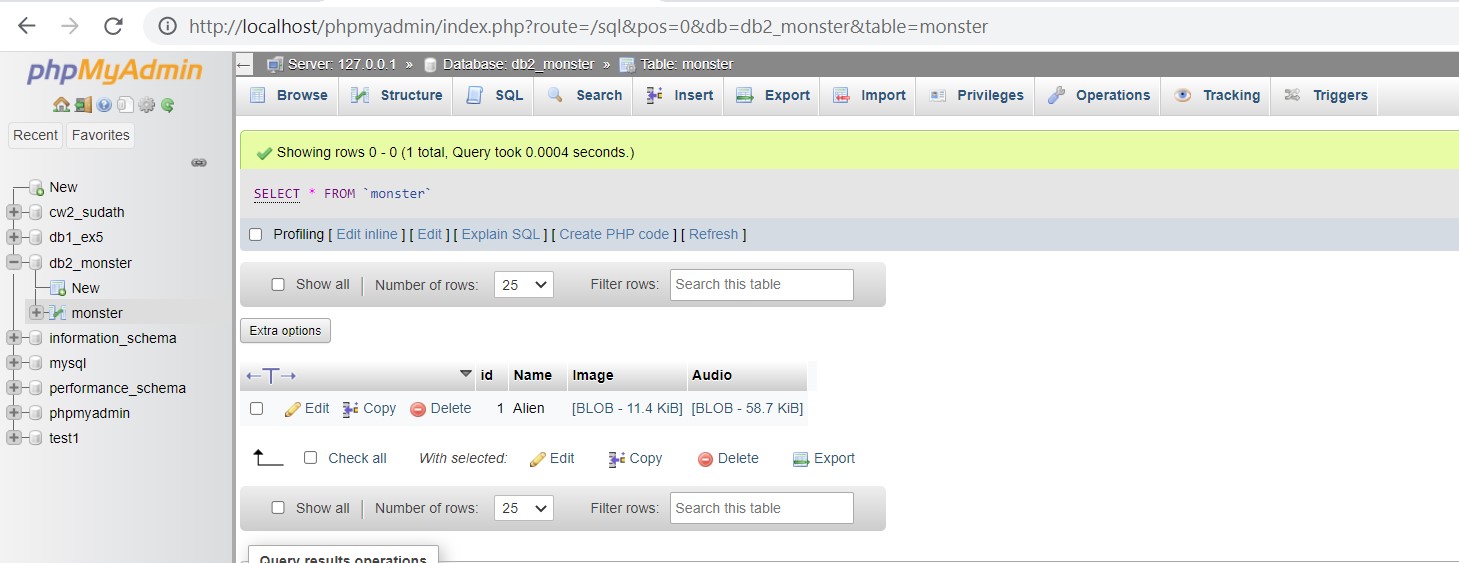 http://localhost/phpmyadmin/index.php?route=/sql&pos=0&db=db2_monster&table=monster
phpMyAdmin
Recent Favorites
New
cw2_sudath
db1_ex5
db2_monster
New
monster
information_schema
mysql
performance_schema
phpmyadmin
test1
Server: 127.0.0.1 » Database: db2_monster » Table: monster
Browse Structure SQL Search Insert Export Import Privileges Operations Tracking Triggers
Showing rows 0 - 0 (1 total, Query took 0.0004 seconds.)
SELECT * FROM `monster`
Profiling [ Edit inline ] [ Edit ] [ Explain SQL ] [ Create PHP code ] [ Refresh ]
Show all | Number of rows: 25 Filter rows: Search this table
Extra options
←T→ id Name Image Audio
Edit Copy Delete 1 Alien [BLOB - 11.4 KiB] [BLOB - 58.7 KiB]
Check all With selected: Edit Copy Delete Export
Show all | Number of rows: 25 Filter rows: Search this table
Query results operations